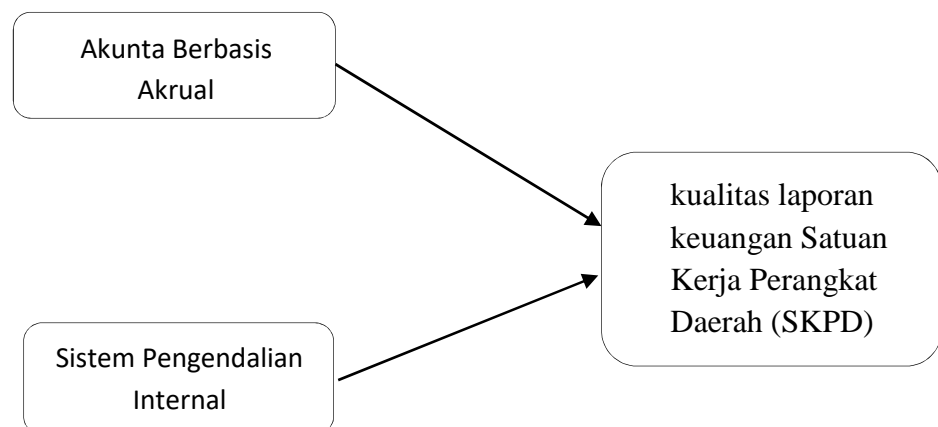 Akunta Berbasis
Akrual
kualitas laporan
keuangan Satuan
Kerja Perangkat
Daerah (SKPD)
Sistem Pengendalian
Internal